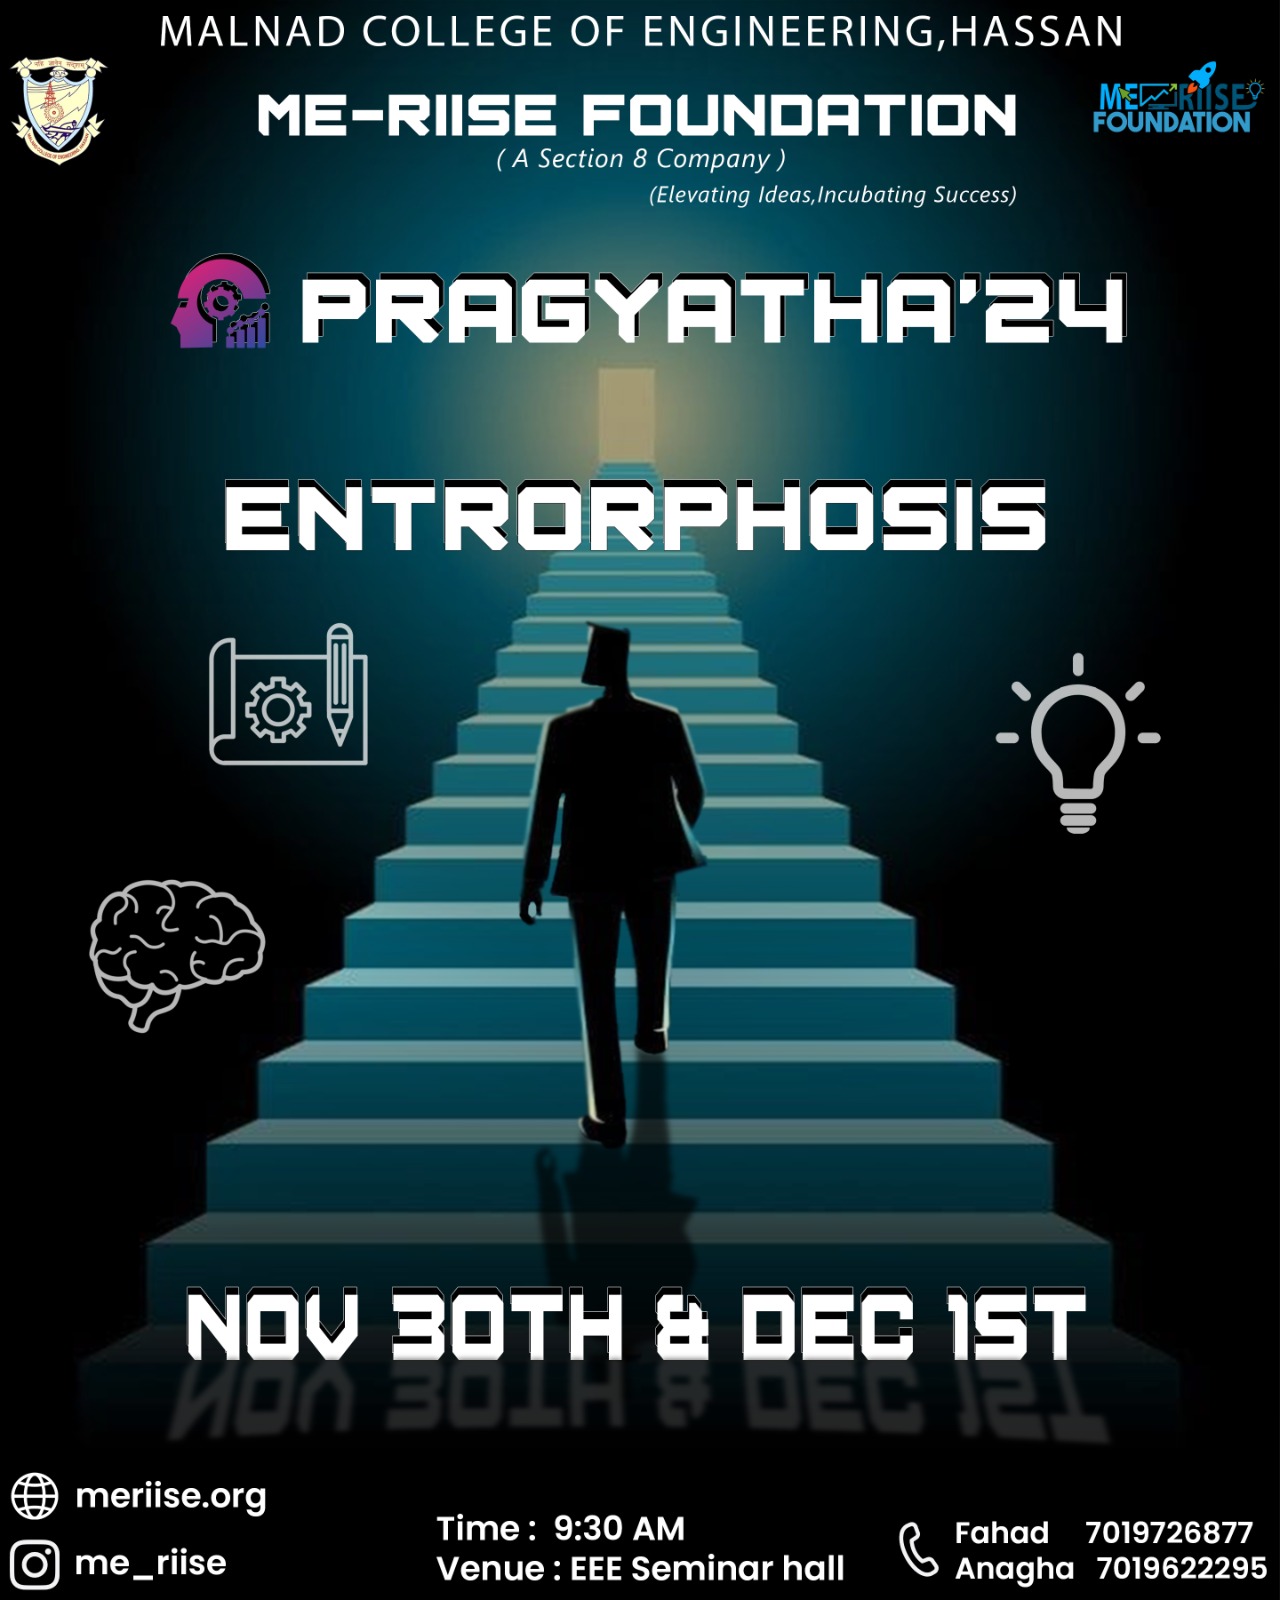 MALNAD COLLEGE OF ENGINEERING,HASSAN
ME-RIISE FOUNDATION
( A Section 8 Company )
(Elevating Ideas,Incubating Success)
ME-RIISE
FOUNDATION
PRAGYATHA'24
ENTRORPHOSIS
NOV 30TH & DEC 1ST
meriise.org
me_riise
Time : 9:30 AM
Venue : EEE Seminar hall
Fahad 7019726877
Anagha 7019622295